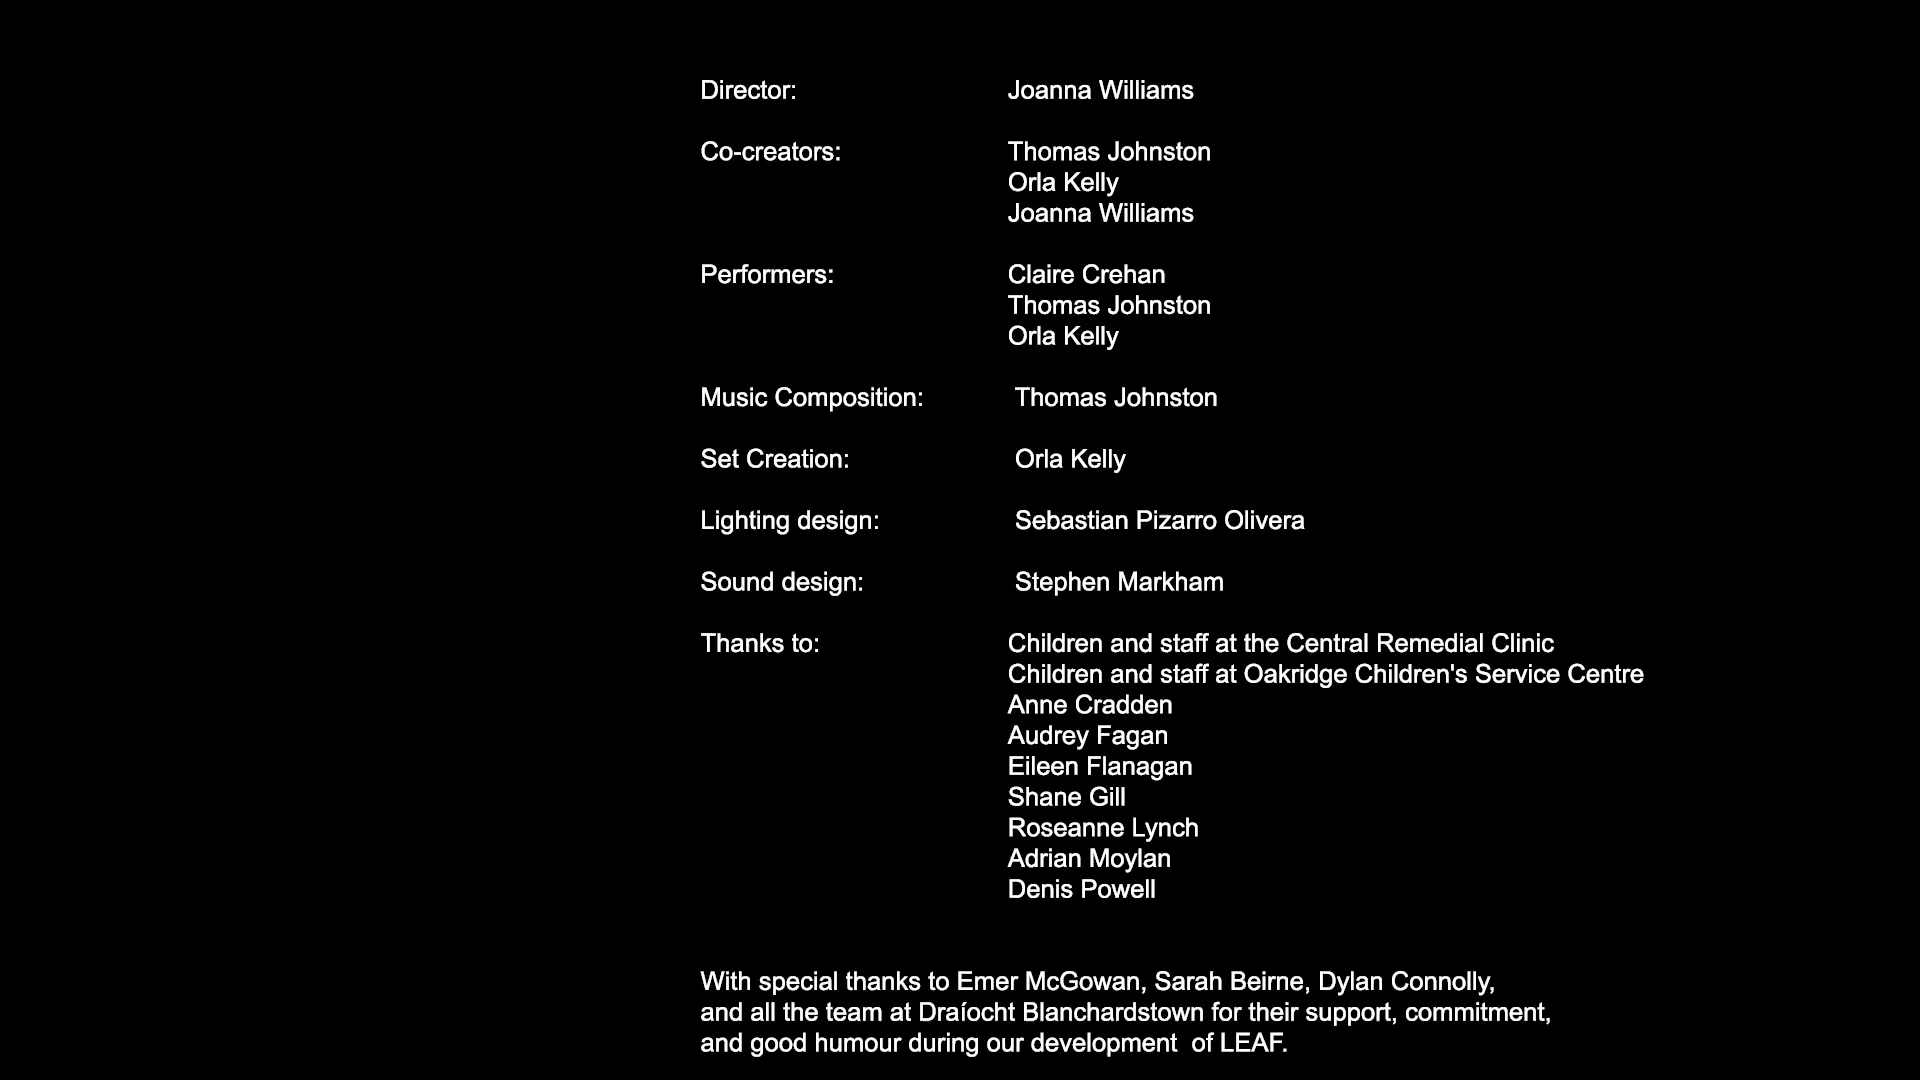 Director: Joanna Williams
Co-creators: Thomas Johnston
Orla Kelly
Joanna Williams
Performers: Claire Crehan
Thomas Johnston
Orla Kelly
Music Composition: Thomas Johnston
Set Creation: Orla Kelly
Lighting design: Sebastian Pizarro Olivera
Sound design: Stephen Markham
Thanks to: Children and staff at the Central Remedial Clinic
Children and staff at Oakridge Children's Service Centre
Anne Cradden
Audrey Fagan
Eileen Flanagan
Shane Gill
Roseanne Lynch
Adrian Moylan
Denis Powell
With special thanks to Emer McGowan, Sarah Beirne, Dylan Connolly,
and all the team at Draíocht Blanchardstown for their support, commitment,
and good humour during our development  of LEAF.